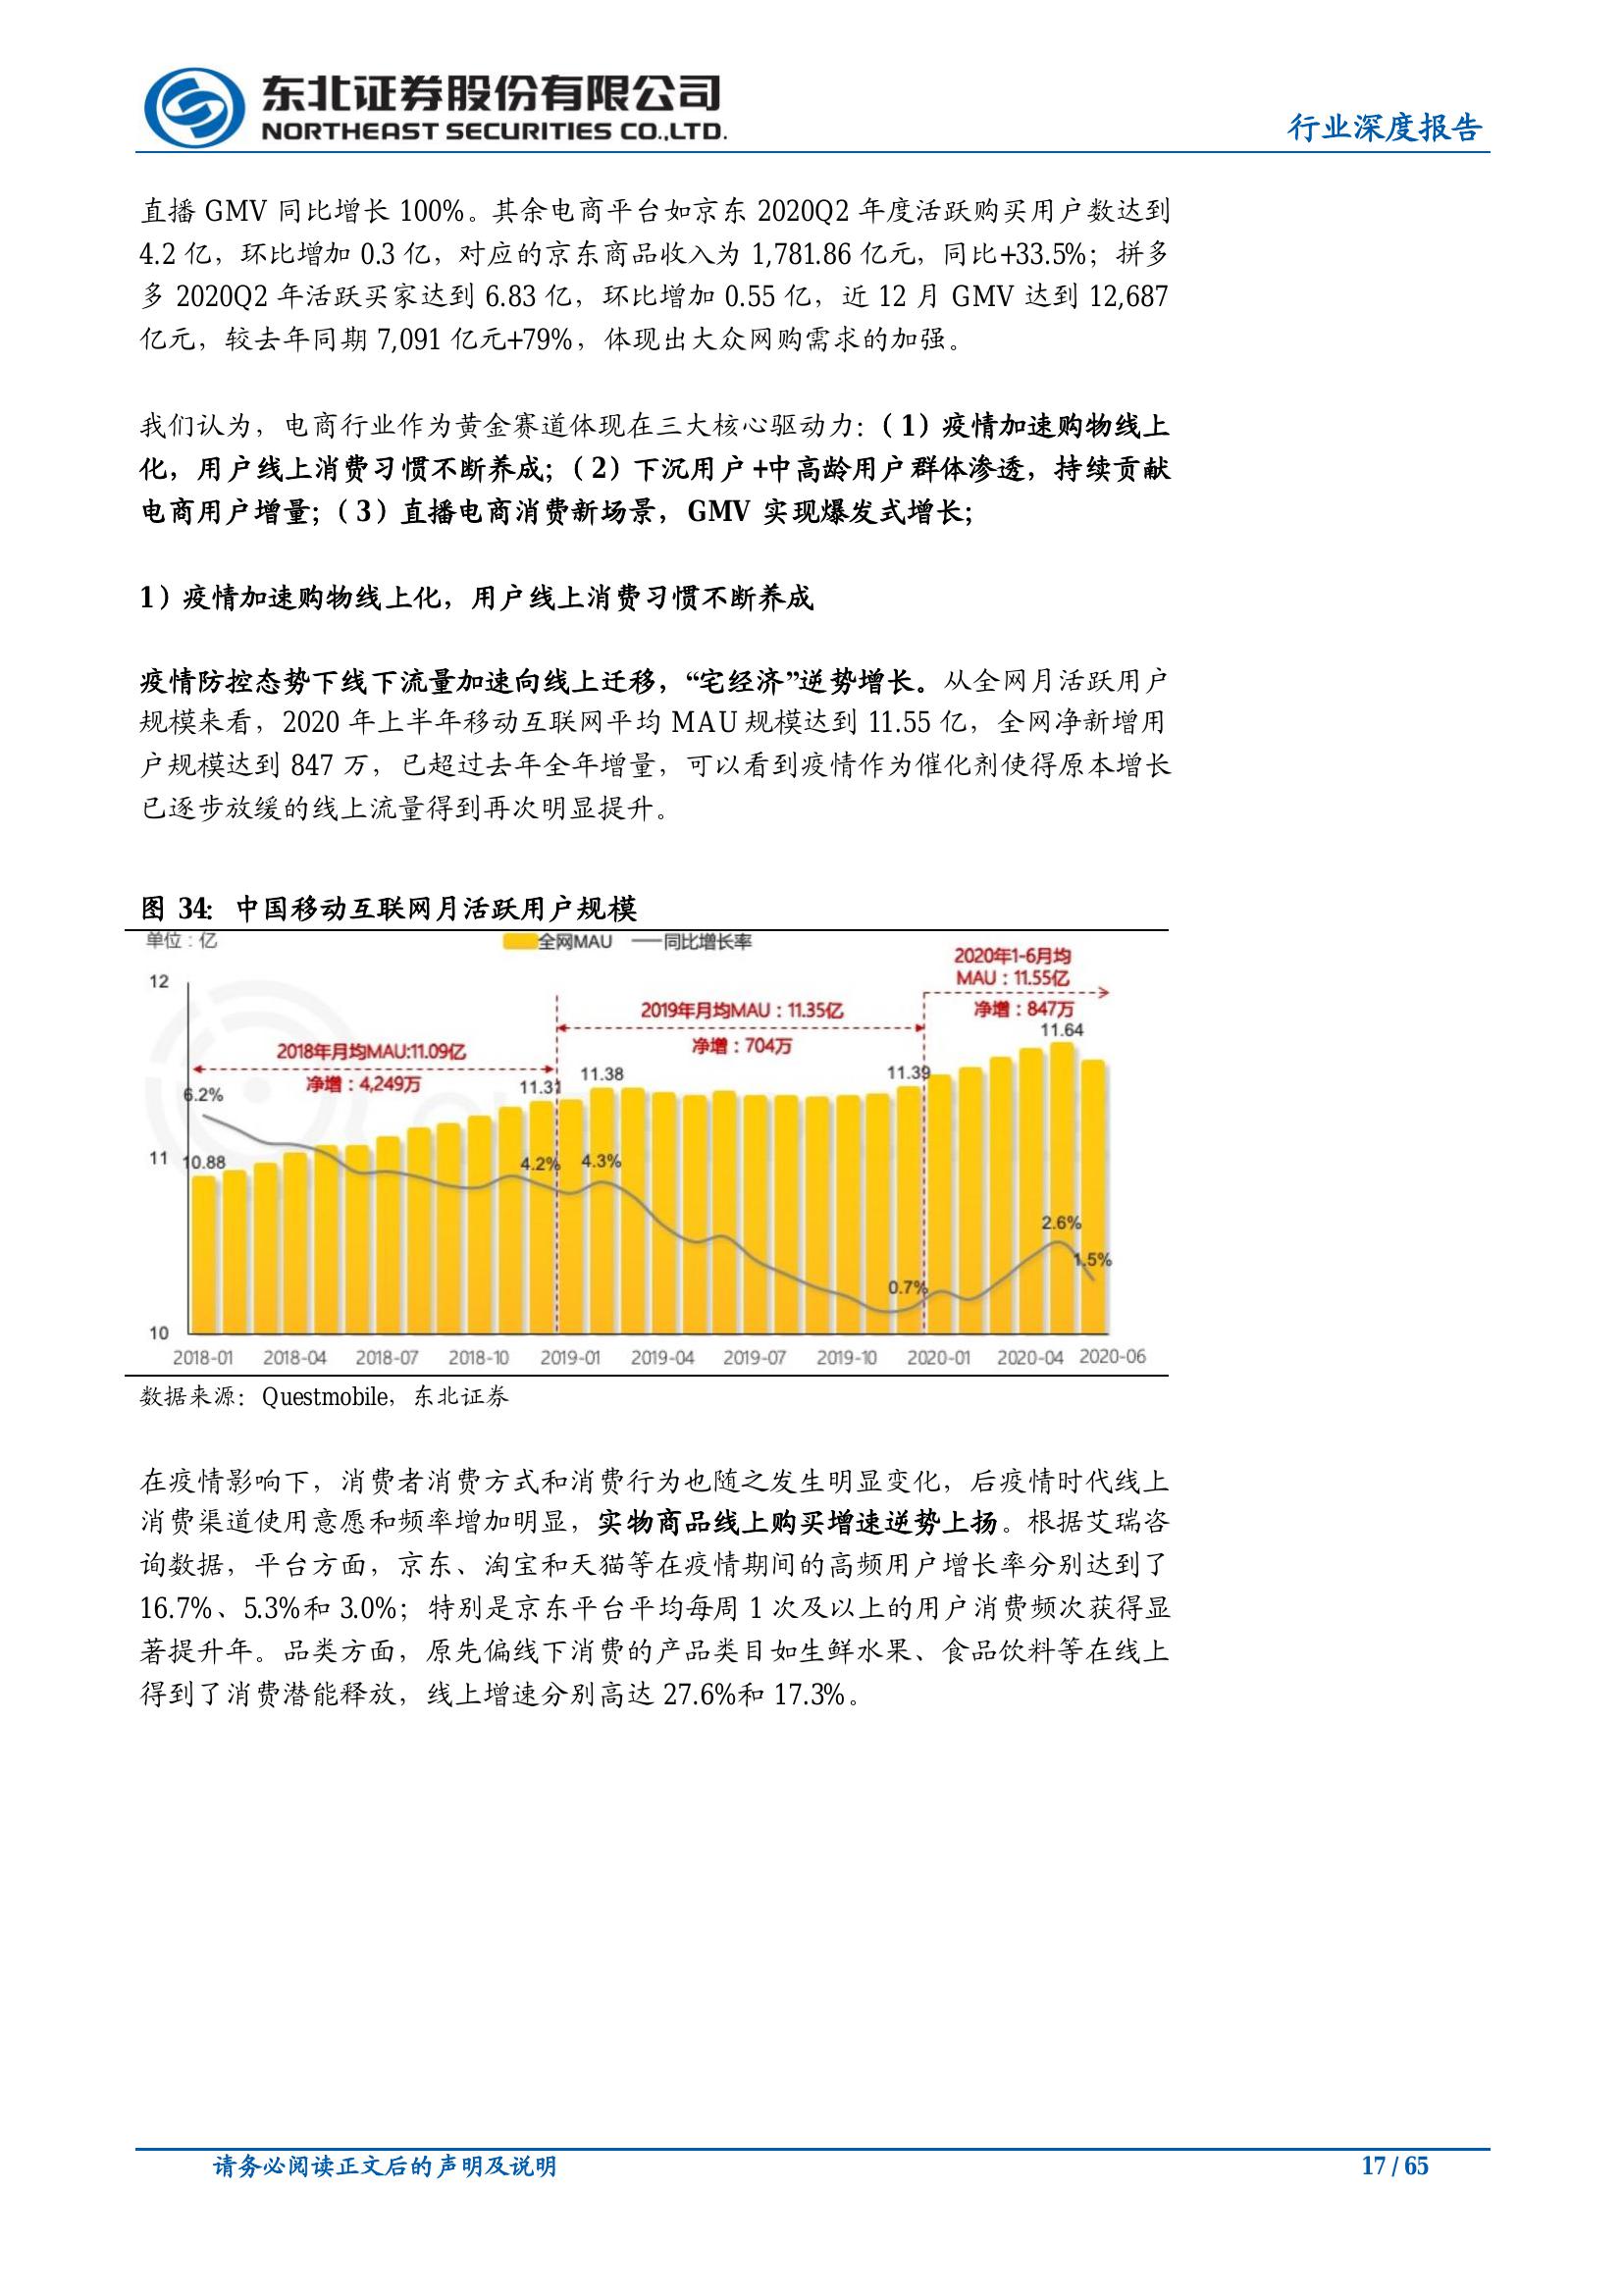 东北证券股份有限公司
NORTHEAST SECURITIES CO.,LTD.
行业深度报告
直播 GMV 同比增长 100%。其余电商平台如京东 2020Q2 年度活跃购买用户数达到
4.2 亿，环比增加 0.3 亿，对应的京东商品收入为 1,781.86 亿元，同比+33.5%；拼多
多 2020Q2 年活跃买家达到 6.83 亿，环比增加 0.55 亿，近 12 月 GMV 达到 12,687
亿元，较去年同期 7,091 亿元+79%，体现出大众网购需求的加强。
我们认为，电商行业作为黄金赛道体现在三大核心驱动力：（1）疫情加速购物线上
化，用户线上消费习惯不断养成；（2）下沉用户+中高龄用户群体渗透，持续贡献
电商用户增量；（3）直播电商消费新场景，GMV 实现爆发式增长；
1）疫情加速购物线上化，用户线上消费习惯不断养成
疫情防控态势下线下流量加速向线上迁移，“宅经济”逆势增长。从全网月活跃用户
规模来看，2020 年上半年移动互联网平均 MAU 规模达到 11.55 亿，全网净新增用
户规模达到 847 万，已超过去年全年增量，可以看到疫情作为催化剂使得原本增长
已逐步放缓的线上流量得到再次明显提升。
图 34：中国移动互联网月活跃用户规模
单位：亿
全网MAU 同比增长率
2020年1-6月均
MAU：11.55亿
净增：847万
2019年月均MAU：11.35亿
净增：704万
2018年月均MAU:11.09亿
净增：4,249万
12
11
10
6.2%
10.88
11.31
11.38
11.39
11.64
4.2%
4.3%
0.7%
2.6%
1.5%
2018-01 2018-04 2018-07 2018-10 2019-01 2019-04 2019-07 2019-10 2020-01 2020-04 2020-06
数据来源：Questmobile，东北证券
在疫情影响下，消费者消费方式和消费行为也随之发生明显变化，后疫情时代线上
消费渠道使用意愿和频率增加明显，实物商品线上购买增速逆势上扬。根据艾瑞咨
询数据，平台方面，京东、淘宝和天猫等在疫情期间的高频用户增长率分别达到了
16.7%、5.3%和 3.0%；特别是京东平台平均每周 1 次及以上的用户消费频次获得显
著提升年。品类方面，原先偏线下消费的产品类目如生鲜水果、食品饮料等在线上
得到了消费潜能释放，线上增速分别高达 27.6%和 17.3%。
请务必阅读正文后的声明及说明
17 / 65